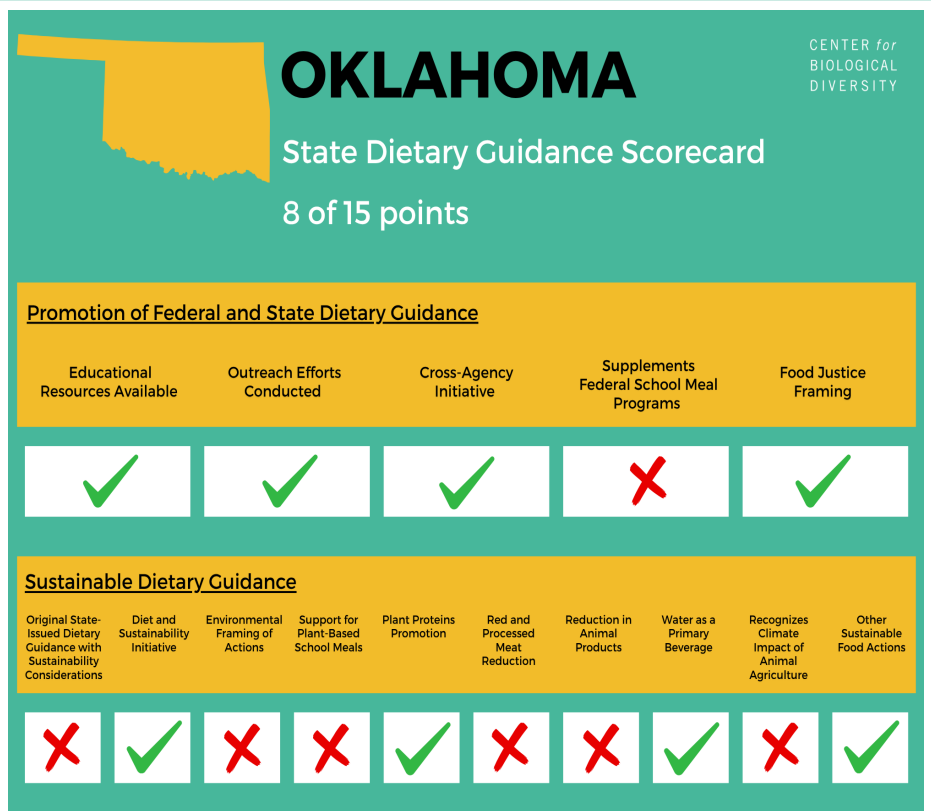 OKLAHOMA
CENTER for
BIOLOGICAL
DIVERSITY
State Dietary Guidance Scorecard
8 of 15 points
Promotion of Federal and State Dietary Guidance
Educational
Resources Available
Outreach Efforts
Conducted
Cross-Agency
Initiative
Supplements
Federal School Meal
Programs
Food Justice
Framing
Sustainable Dietary Guidance
Original State-
Issued Dietary
Guidance with
Sustainability
Considerations
Diet and
Sustainability
Initiative
Environmental
Framing of
Actions
Support for
Plant-Based
School Meals
Plant Proteins
Promotion
Red and
Processed
Meat
Reduction
Reduction in
Animal
Products
Water as a
Primary
Beverage
Recognizes
Climate
Impact of
Animal
Agriculture
Other
Sustainable
Food Actions